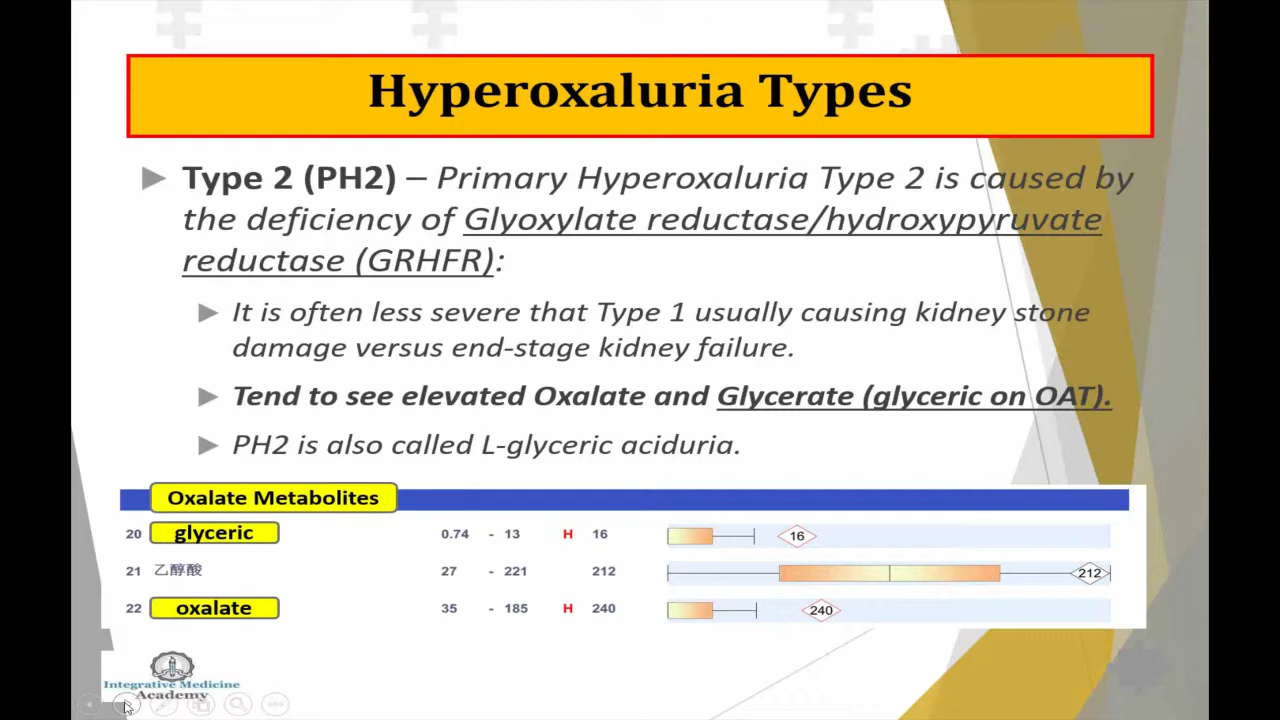 Hyperoxaluria Types
Type 2 (PH2) – Primary Hyperoxaluria Type 2 is caused by
the deficiency of Glyoxylate reductase/hydroxypyruvate
reductase (GRHFR):
It is often less severe that Type 1 usually causing kidney stone
damage versus end-stage kidney failure.
Tend to see elevated Oxalate and Glycerate (glyceric on OAT).
PH2 is also called L-glyceric aciduria.
Oxalate Metabolites
20 glyceric 0.74 - 13 H 16 16
21 乙醇酸 27 - 221 212 212
22 oxalate 35 - 185 H 240 240
Integrative Medicine
Academy